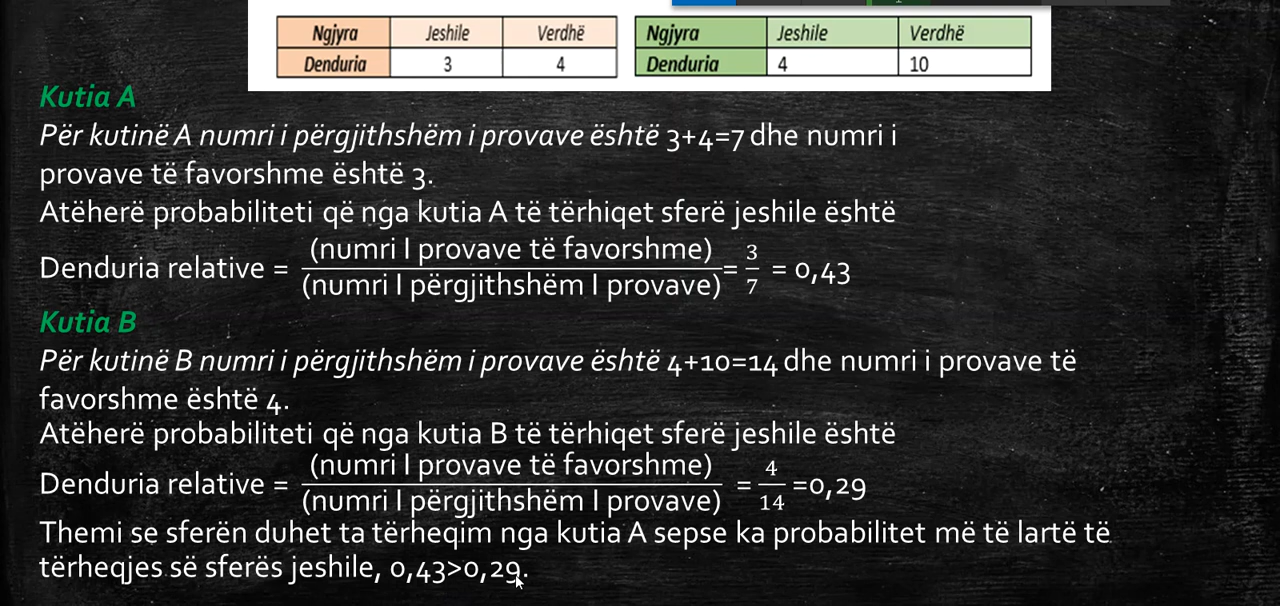 Ngjyra Jeshile Verdhë Ngjyra Jeshile Verdhë
Denduria 3 4 Denduria 4 10
Kutia A
Për kutinë A numri i përgjithshëm i provave është 3+4=7 dhe numri i
provave të favorshme është 3.
Atëherë probabiliteti që nga kutia A të tërhiqet sferë jeshile është
Denduria relative = (numri I provave të favorshme) / (numri I përgjithshëm I provave) = 3/7 = 0,43
Kutia B
Për kutinë B numri i përgjithshëm i provave është 4+10=14 dhe numri i provave të
favorshme është 4.
Atëherë probabiliteti që nga kutia B të tërhiqet sferë jeshile është
Denduria relative = (numri I provave të favorshme) / (numri I përgjithshëm I provave) = 4/14 =0,29
Themi se sferën duhet ta tërheqim nga kutia A sepse ka probabilitet më të lartë të
tërheqjes së sferës jeshile, 0,43>0,29.